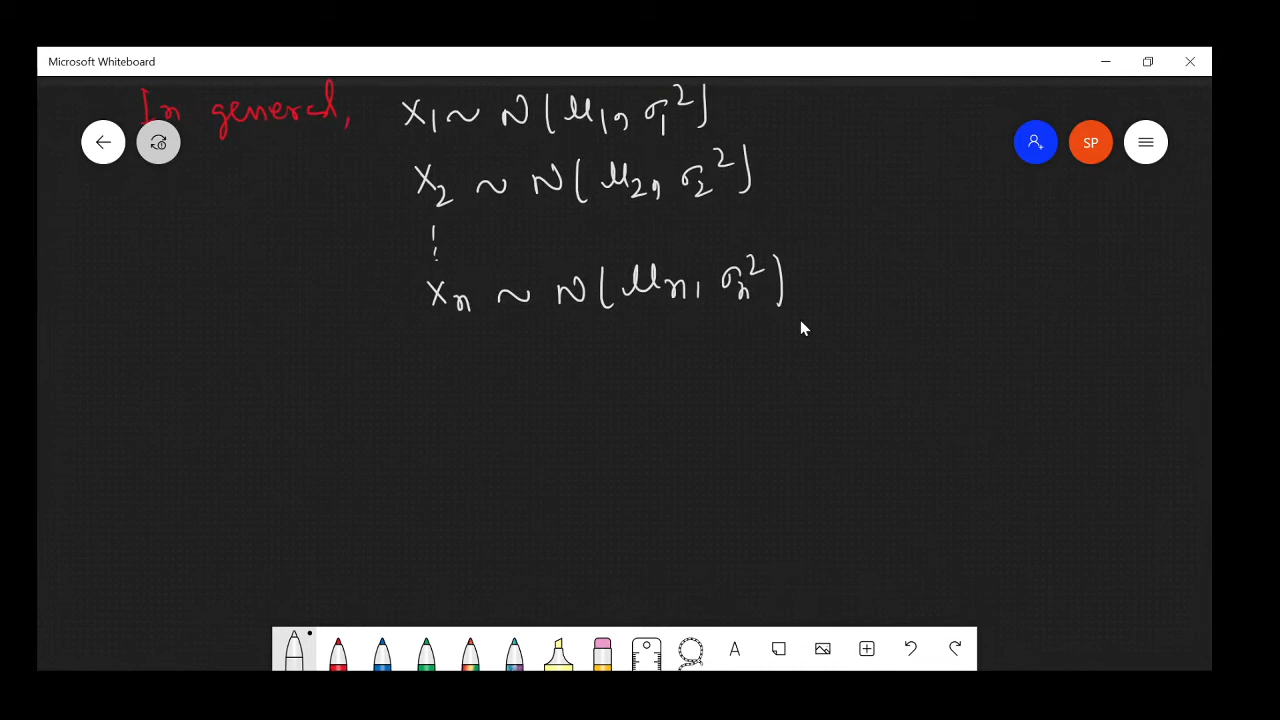 Microsoft Whiteboard
In general, X₁ ~ N(μ₁, σ₁²)
SP
X₂ ~ N(μ₂, σ₂²)
⋮
Xₙ ~ N(μₙ, σₙ²)
A